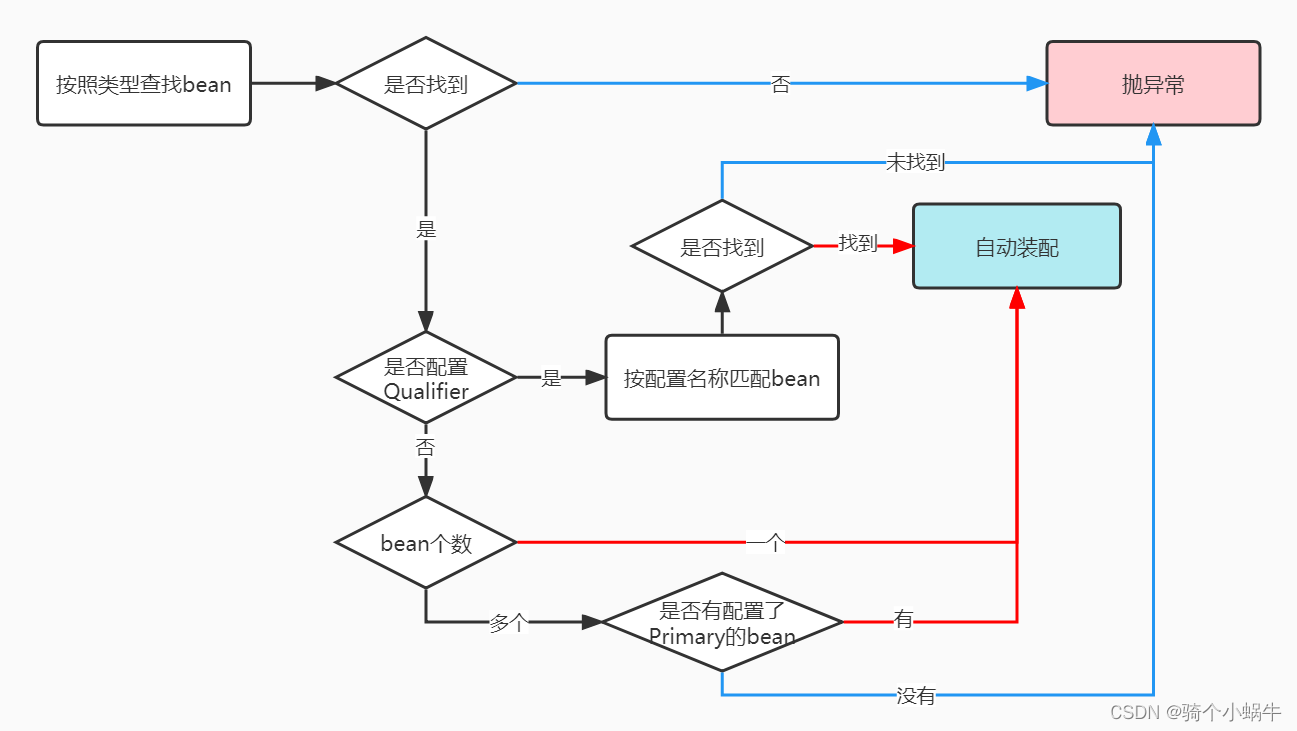 按照类型查找bean
是否找到
否
抛异常
未找到
是
是否找到
找到
自动装配
是否配置
Qualifier
是
按配置名称匹配bean
否
bean个数
一个
多个
是否有配置了
Primary的bean
有
没有
CSDN @骑个小蜗牛